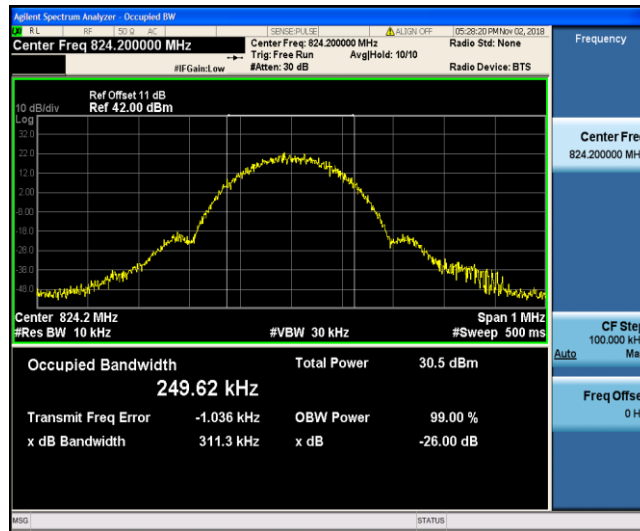 Agilent Spectrum Analyzer - Occupied BW
RL RF 50 Ω AC SENSE:PULSE ALIGN OFF 05:28:20 PM Nov 02, 2018
Center Freq 824.200000 MHz
Center Freq: 824.200000 MHz Radio Std: None
Trig: Free Run Avg|Hold: 10/10
#IFGain:Low #Atten: 30 dB Radio Device: BTS
Ref Offset 11 dB
10 dB/div Ref 42.00 dBm
Log
32.0
22.0
12.0
2.00
-8.00
-18.0
-28.0
-38.0
-48.0
Center 824.2 MHz Span 1 MHz
#Res BW 10 kHz #VBW 30 kHz #Sweep 500 ms
Occupied Bandwidth Total Power 30.5 dBm
249.62 kHz
Transmit Freq Error -1.036 kHz OBW Power 99.00 %
x dB Bandwidth 311.3 kHz x dB -26.00 dB
Frequency
Center Fre
824.200000 MH
CF Step
100.000 kH
Auto Ma
Freq Offse
0 H
MSG STATUS